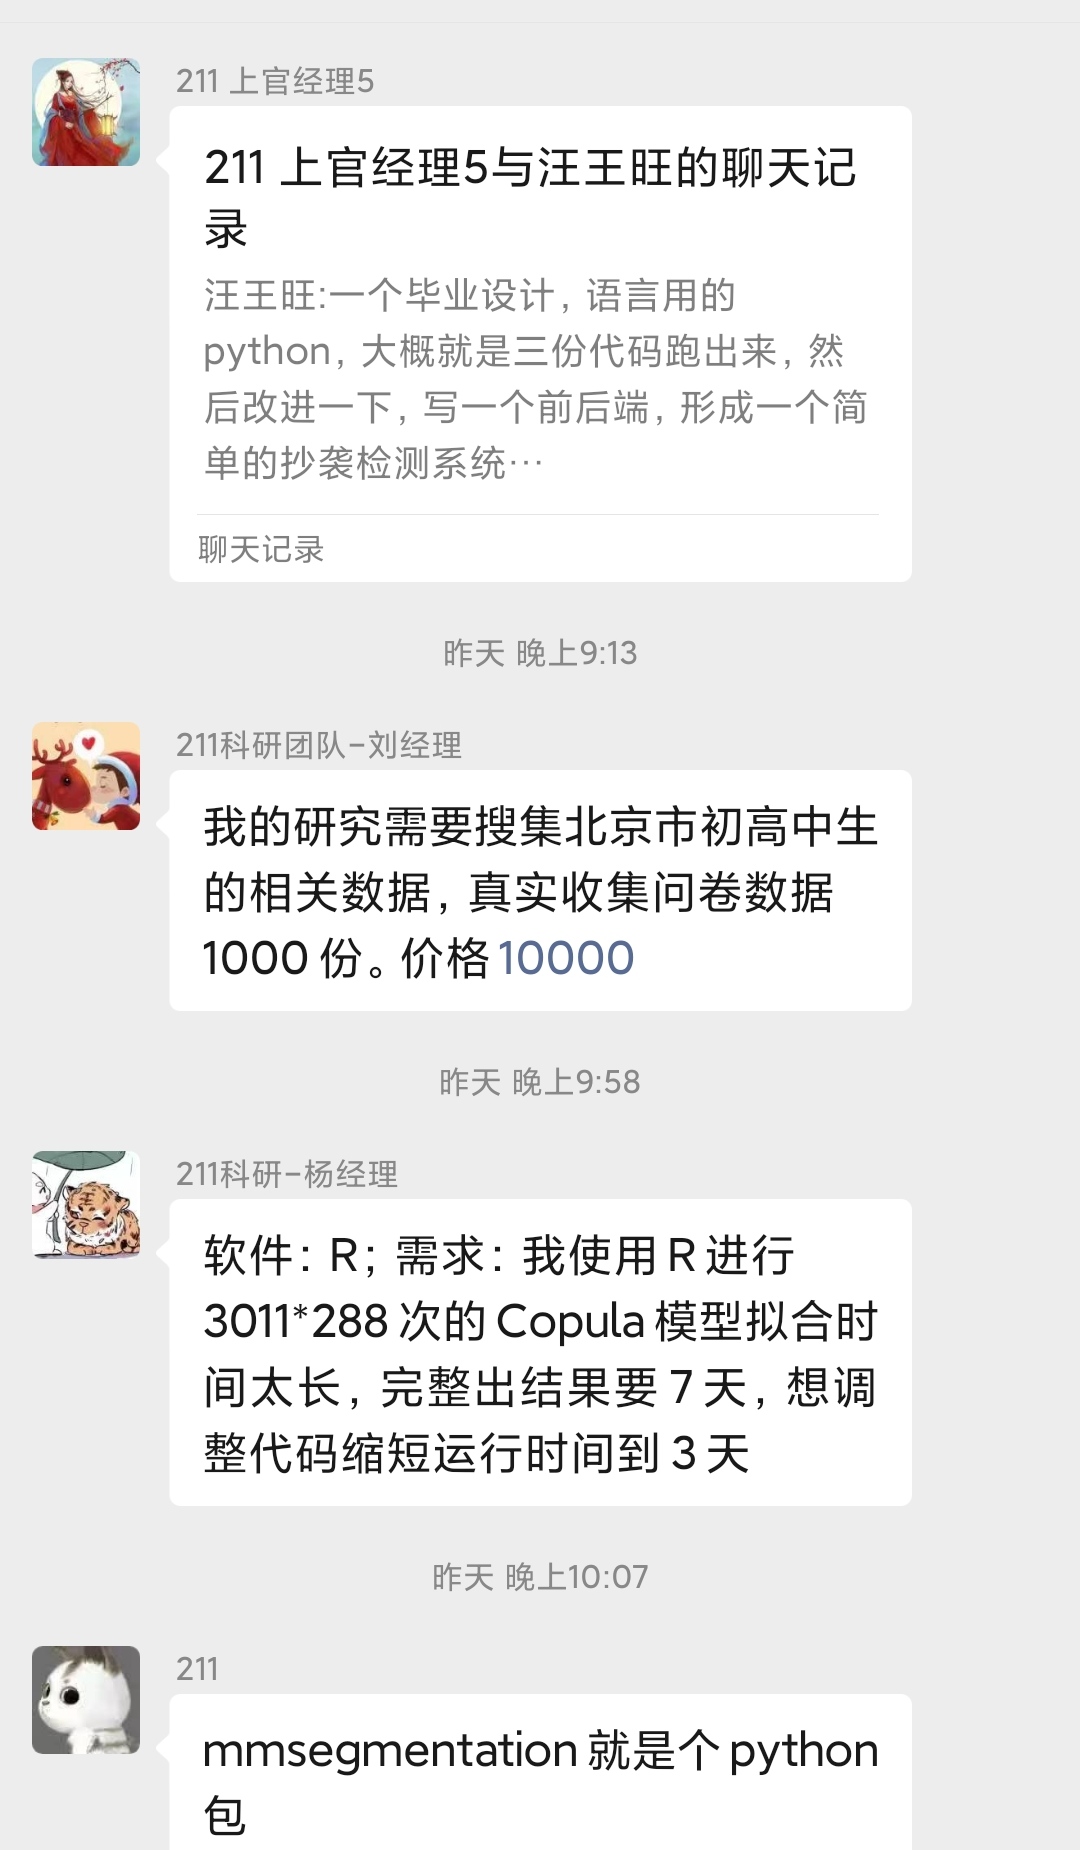 211 上官经理5
211 上官经理5与汪王旺的聊天记
录
汪王旺:一个毕业设计，语言用的
python，大概就是三份代码跑出来，然
后改进一下，写一个前后端，形成一个简
单的抄袭检测系统…
聊天记录
昨天 晚上9:13
211科研团队-刘经理
我的研究需要搜集北京市初高中生
的相关数据，真实收集问卷数据
1000 份。价格10000
昨天 晚上9:58
211科研-杨经理
软件：R；需求：我使用 R 进行
3011*288 次的 Copula 模型拟合时
间太长，完整出结果要 7 天，想调
整代码缩短运行时间到 3 天
昨天 晚上10:07
211
mmsegmentation 就是个 python
包